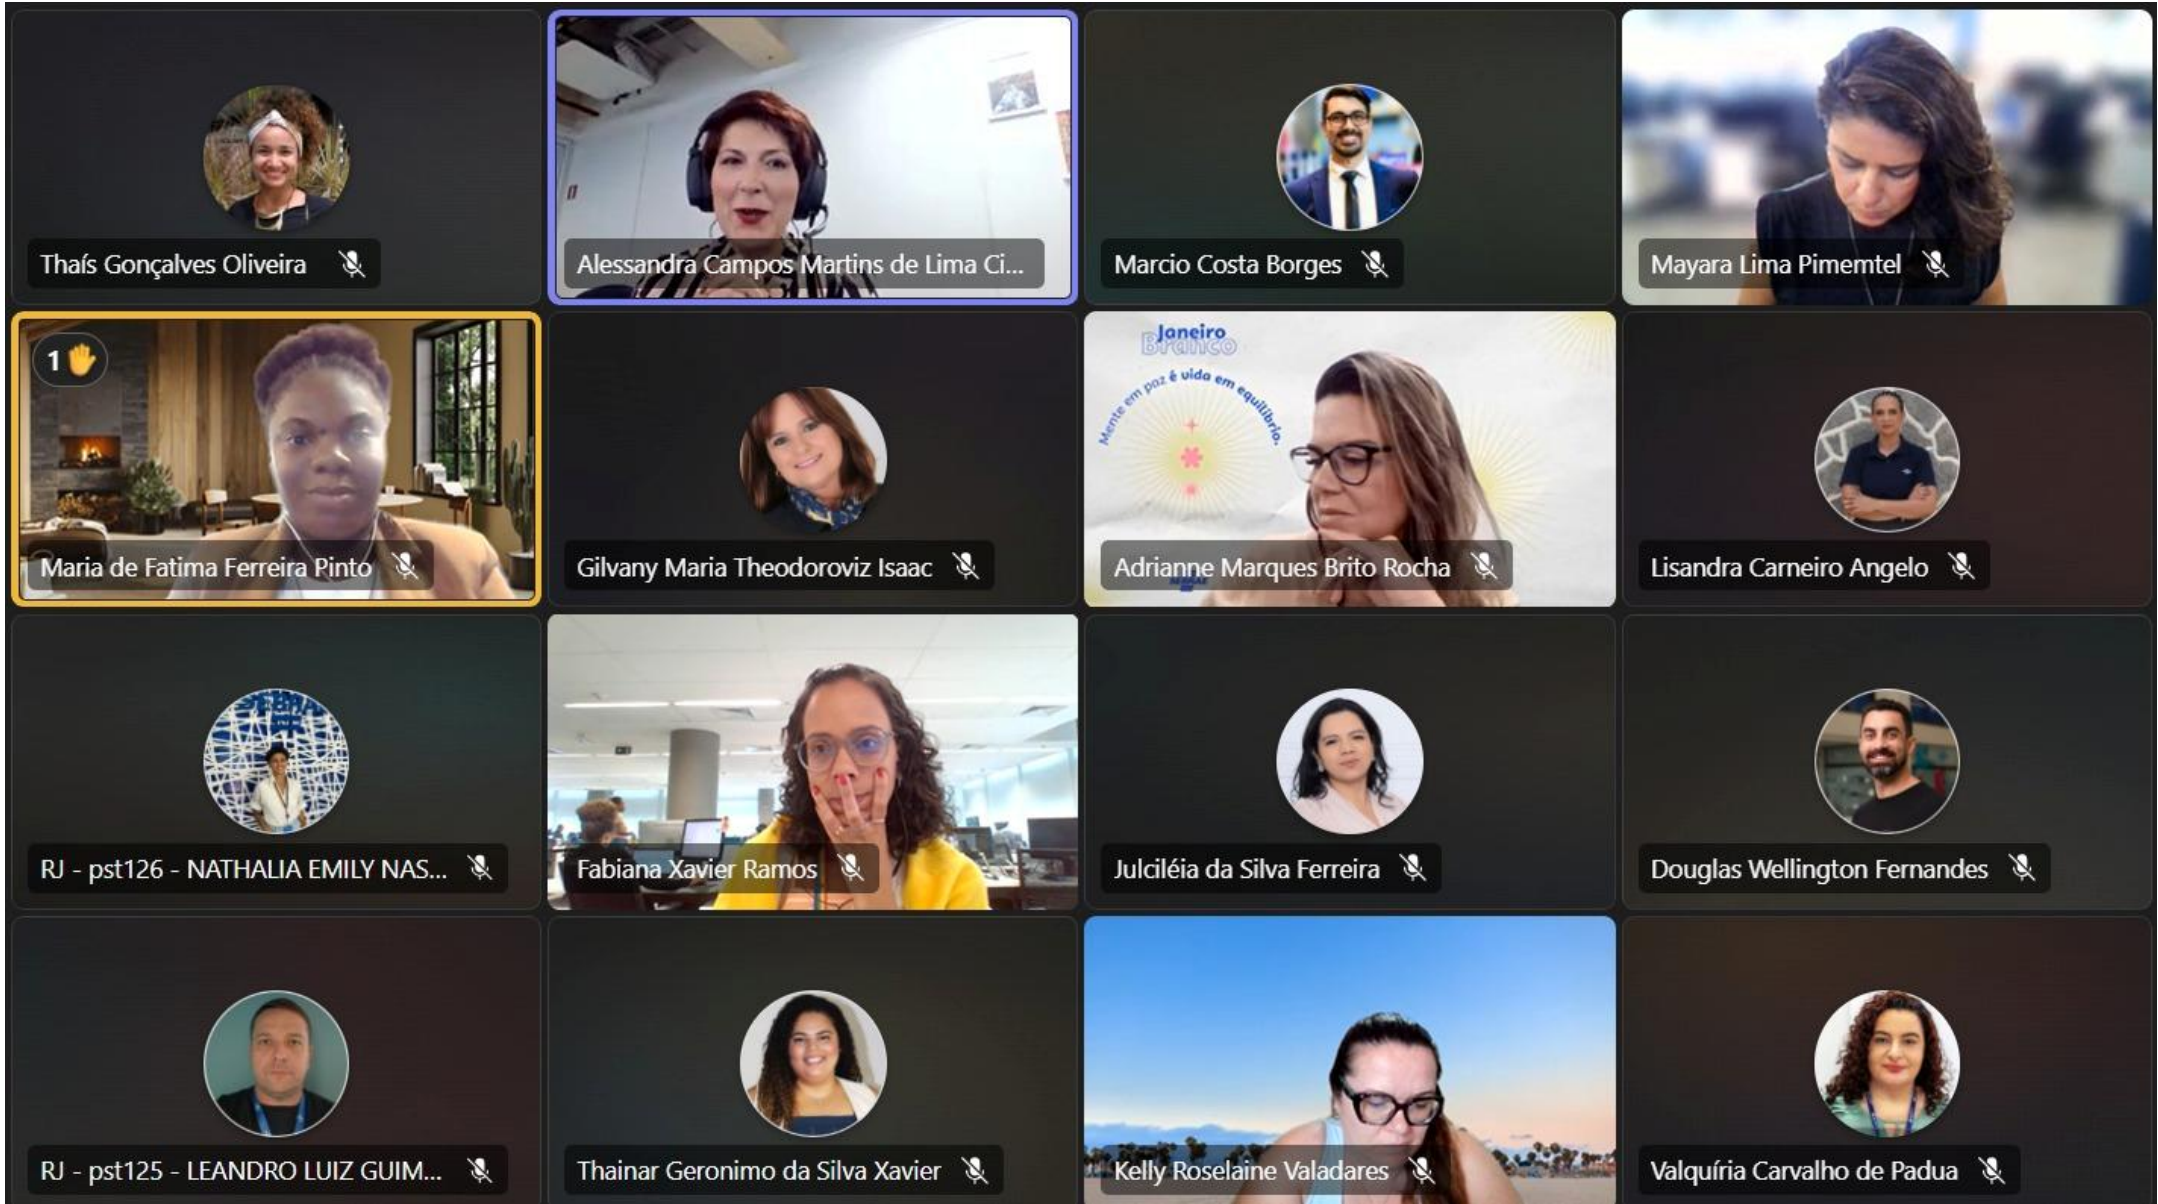 Thaís Gonçalves Oliveira
Alessandra Campos Martins de Lima Ci...
Marcio Costa Borges
Mayara Lima Pimemtel
1
Maria de Fatima Ferreira Pinto
Gilvany Maria Theodoroviz Isaac
Janeiro
Branco
Mente em paz é vida em equilíbrio.
SEBRAE
Adrianne Marques Brito Rocha
Lisandra Carneiro Angelo
RJ - pst126 - NATHALIA EMILY NAS...
Fabiana Xavier Ramos
Julciléia da Silva Ferreira
Douglas Wellington Fernandes
RJ - pst125 - LEANDRO LUIZ GUIM...
Thainar Geronimo da Silva Xavier
Kelly Roselaine Valadares
Valquíria Carvalho de Padua